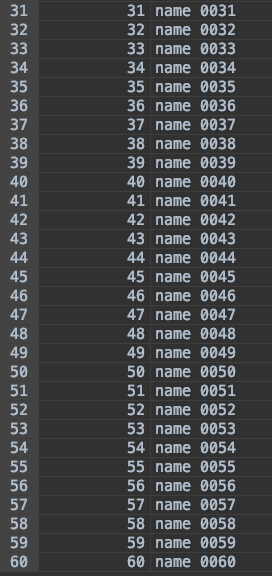 31 31 name 0031
32 32 name 0032
33 33 name 0033
34 34 name 0034
35 35 name 0035
36 36 name 0036
37 37 name 0037
38 38 name 0038
39 39 name 0039
40 40 name 0040
41 41 name 0041
42 42 name 0042
43 43 name 0043
44 44 name 0044
45 45 name 0045
46 46 name 0046
47 47 name 0047
48 48 name 0048
49 49 name 0049
50 50 name 0050
51 51 name 0051
52 52 name 0052
53 53 name 0053
54 54 name 0054
55 55 name 0055
56 56 name 0056
57 57 name 0057
58 58 name 0058
59 59 name 0059
60 60 name 0060